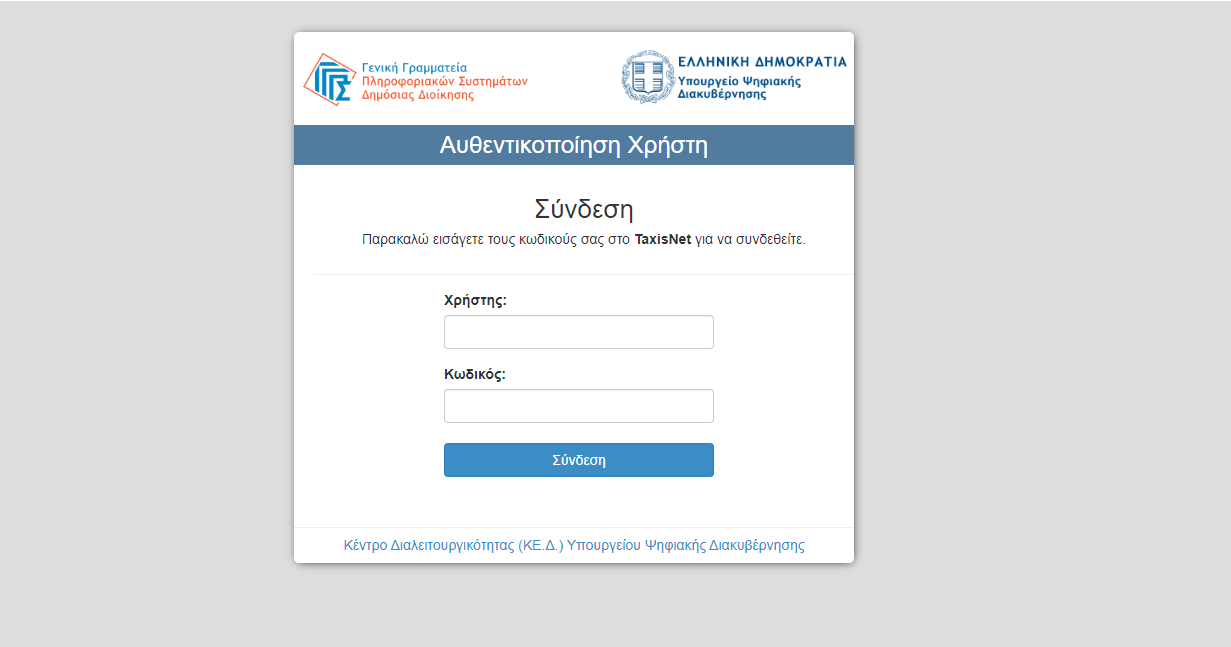 Γενική Γραμματεία
Πληροφοριακών Συστημάτων
Δημόσιας Διοίκησης
ΕΛΛΗΝΙΚΗ ΔΗΜΟΚΡΑΤΙΑ
Υπουργείο Ψηφιακής
Διακυβέρνησης
Αυθεντικοποίηση Χρήστη
Σύνδεση
Παρακαλώ εισάγετε τους κωδικούς σας στο TaxisNet για να συνδεθείτε.
Χρήστης:
Κωδικός:
Σύνδεση
Κέντρο Διαλειτουργικότητας (ΚΕ.Δ.) Υπουργείου Ψηφιακής Διακυβέρνησης